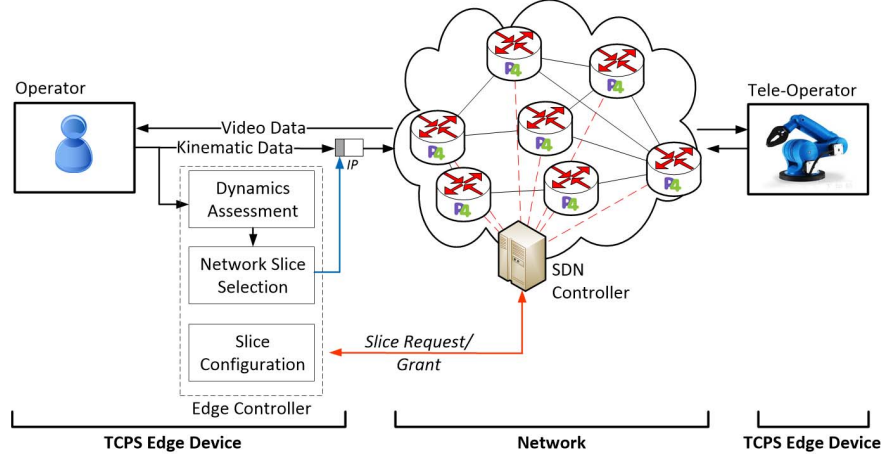 Operator
Tele-Operator
Video Data
Kinematic Data
IP
P4
P4
P4
P4
P4
P4
P4
Dynamics
Assessment
Network Slice
Selection
SDN
Controller
Slice
Configuration
Slice Request/
Grant
Edge Controller
TCPS Edge Device
Network
TCPS Edge Device